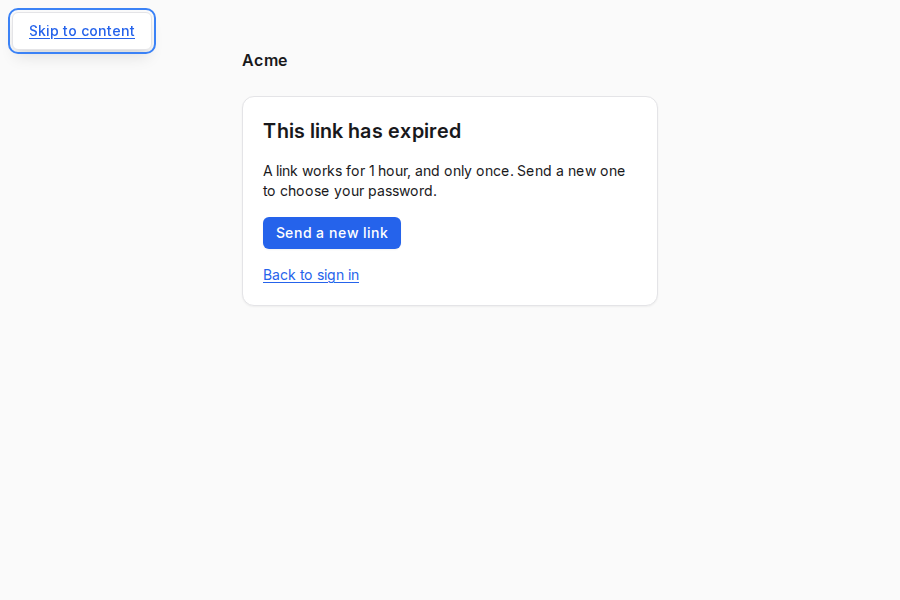 Skip to content
Acme
This link has expired
A link works for 1 hour, and only once. Send a new one
to choose your password.
Send a new link
Back to sign in